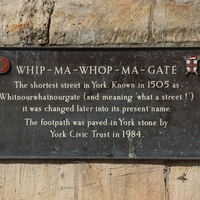 WHIP-MA-WHOP-MA-GATE
The shortest street in York. Known in 1505 as
Whitnourwhatnourgate (and meaning 'what a street!')
it was changed later into its present name.
The footpath was paved in York stone by
York Civic Trust in 1984.